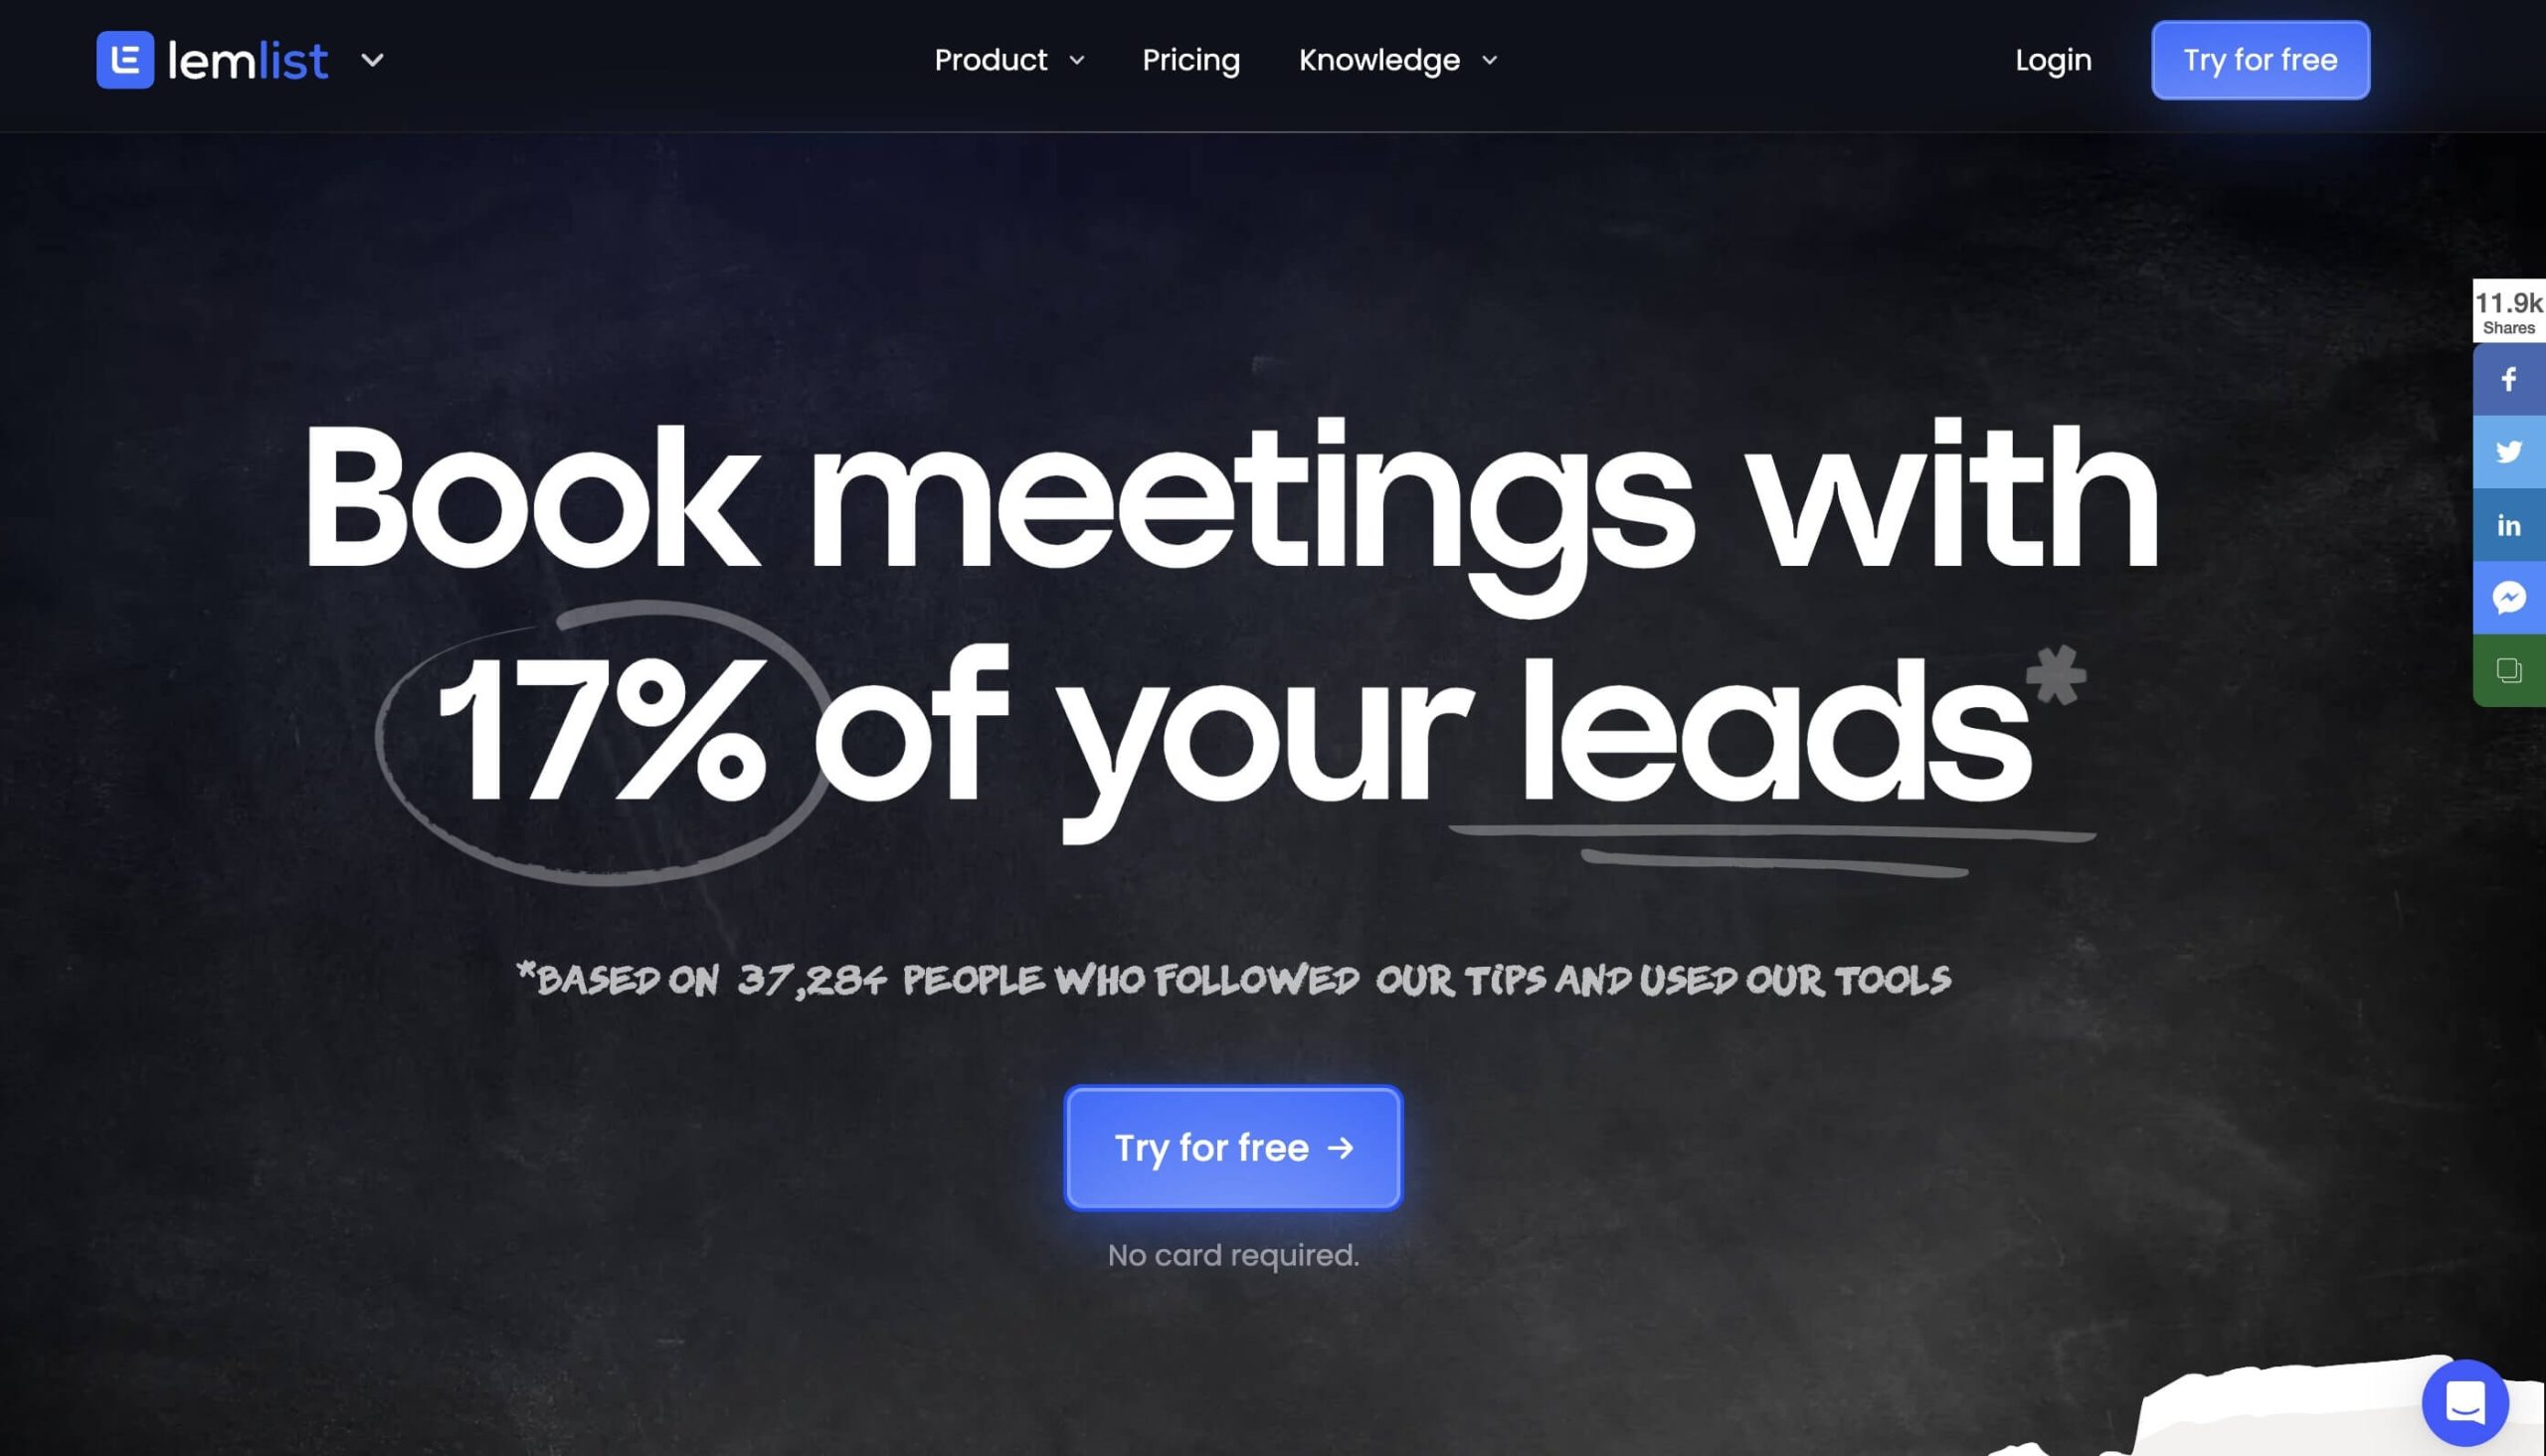 lemlist
Product
Pricing
Knowledge
Login
Try for free
11.9k
Shares
Book meetings with
17% of your leads*
*BASED ON 37,284 PEOPLE WHO FOLLOWED OUR TIPS AND USED OUR TOOLS
Try for free →
No card required.